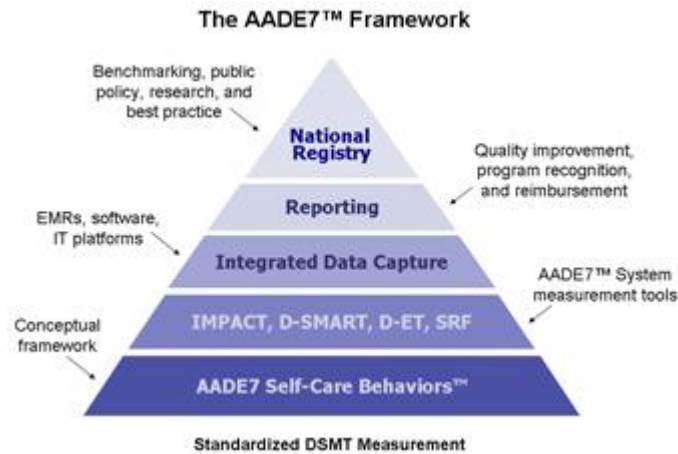 The AADE7™ Framework
Benchmarking, public
policy, research, and
best practice
National
Registry
Quality improvement,
program recognition,
and reimbursement
Reporting
EMRs, software,
IT platforms
Integrated Data Capture
AADE7™ System
measurement tools
IMPACT, D-SMART, D-ET, SRF
Conceptual
framework
AADE7 Self-Care Behaviors™
Standardized DSMT Measurement